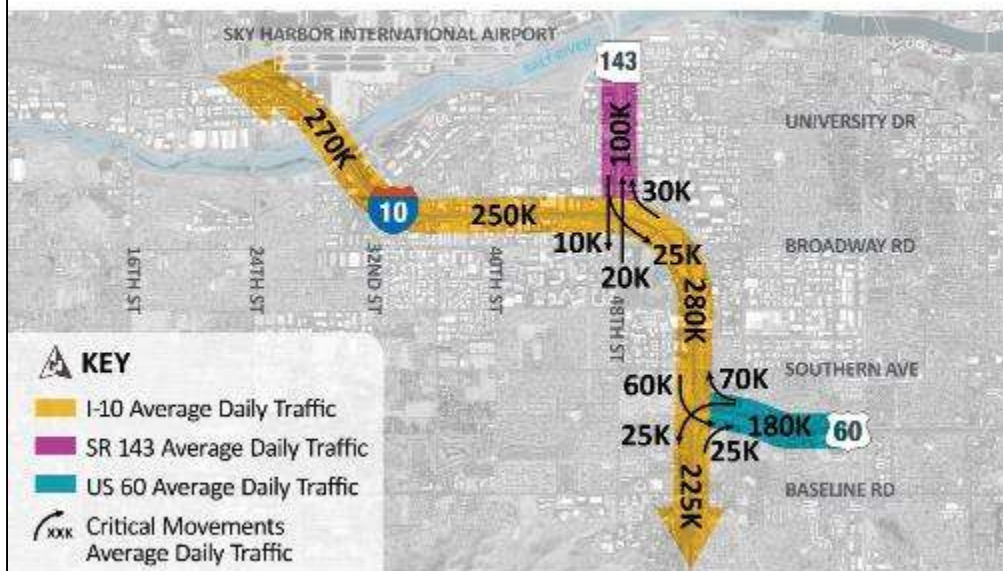 SKY HARBOR INTERNATIONAL AIRPORT
SALT RIVER
143
UNIVERSITY DR
270K
100K
30K
10
250K
10K
25K
BROADWAY RD
20K
16TH ST
24TH ST
32ND ST
40TH ST
48TH ST
280K
SOUTHERN AVE
60K
70K
180K
60
25K
25K
BASELINE RD
225K
KEY
I-10 Average Daily Traffic
SR 143 Average Daily Traffic
US 60 Average Daily Traffic
xxx Critical Movements
Average Daily Traffic